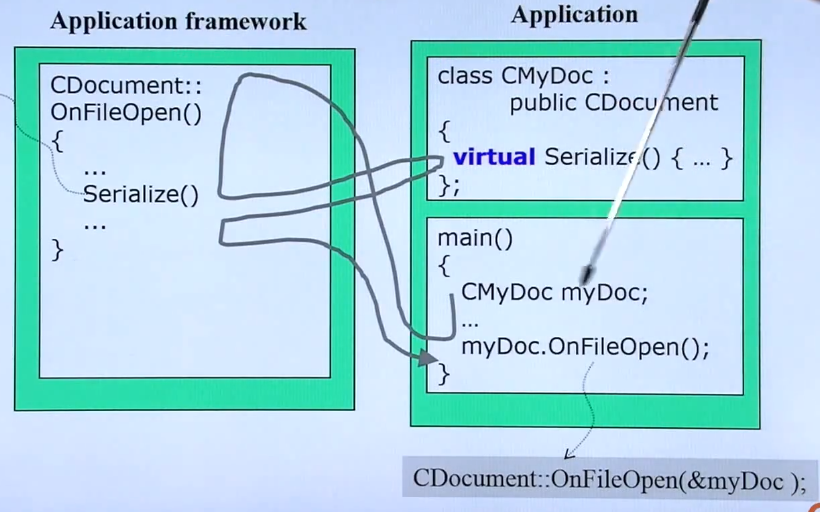 Application framework
CDocument::
OnFileOpen()
{
...
Serialize()
...
}
Application
class CMyDoc :
public CDocument
{
virtual Serialize() { ... }
};
main()
{
CMyDoc myDoc;
...
myDoc.OnFileOpen();
}
CDocument::OnFileOpen(&myDoc );